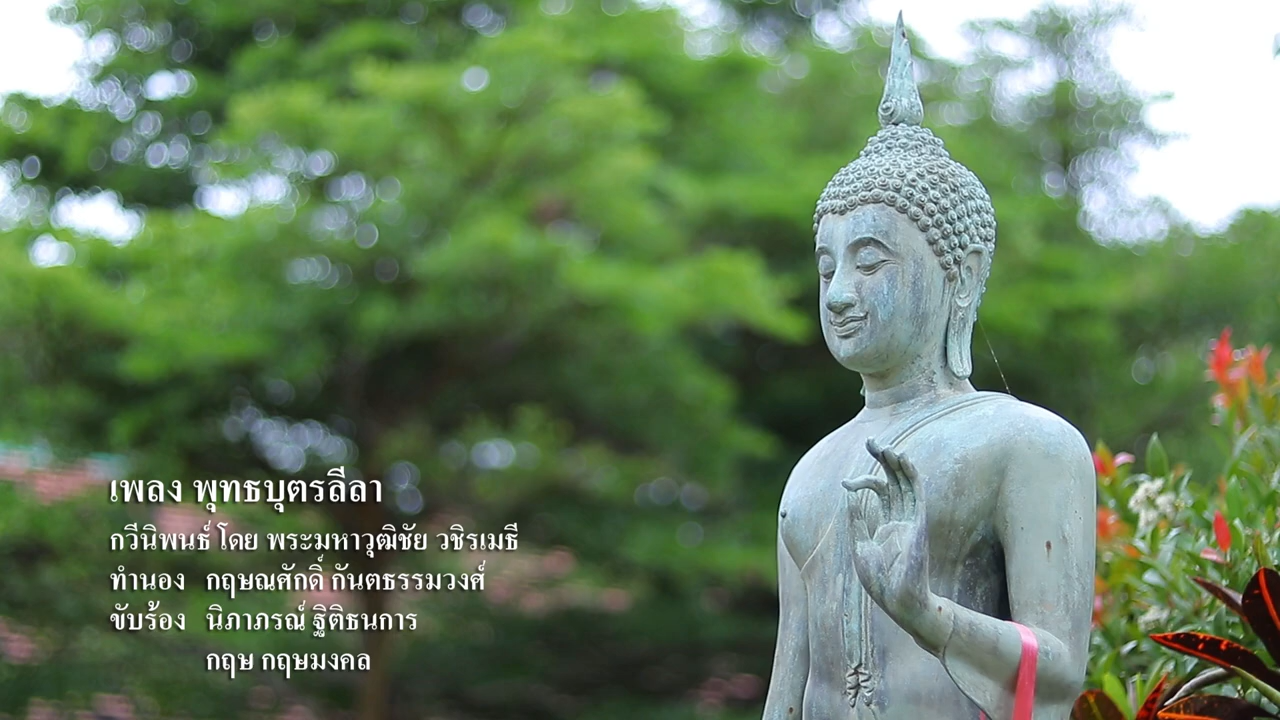 เพลง พุทธบุตรลีลา
กวีนิพนธ์ โดย พระมหาวุฒิชัย วชิรเมธี
ทำนอง กฤษณศักดิ์ กันตธรรมวงศ์
ขับร้อง นิภาภรณ์ ฐิติธนการ
กฤษ กฤษมงคล